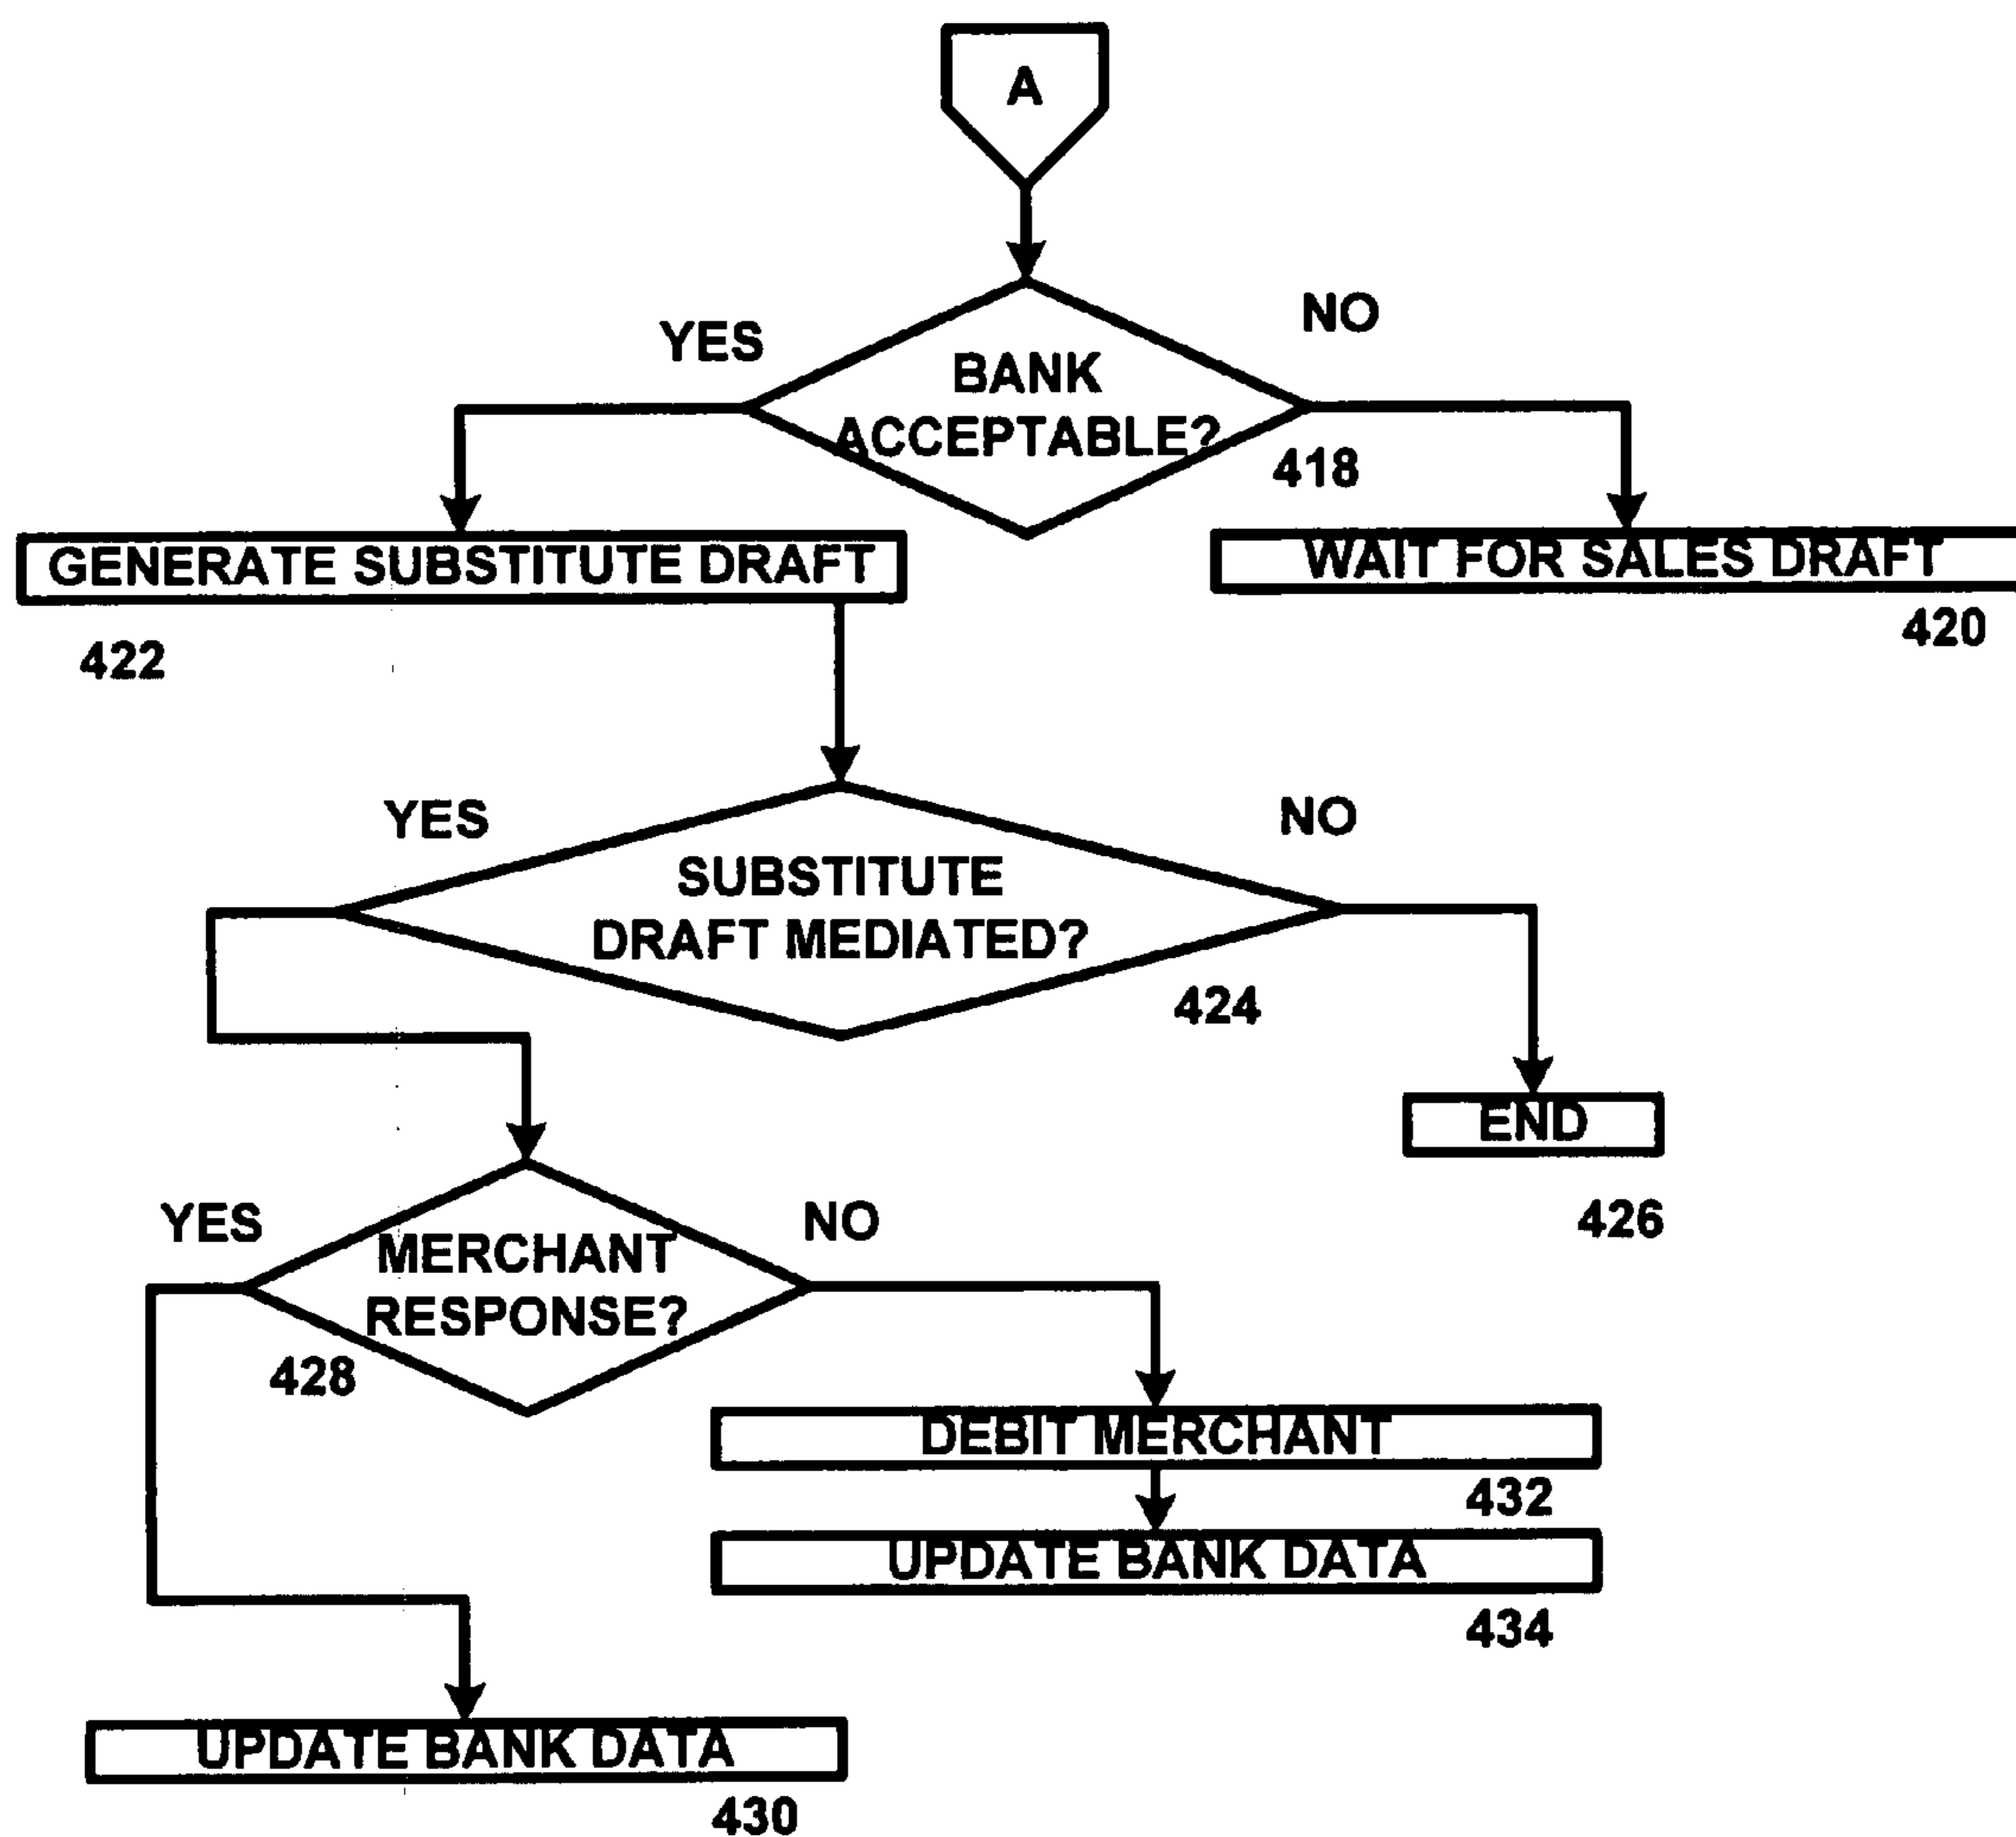 A
YES
NO
BANK
ACCEPTABLE?
418
GENERATE SUBSTITUTE DRAFT
422
WAIT FOR SALES DRAFT
420
YES
NO
SUBSTITUTE
DRAFT MEDIATED?
424
END
426
YES
NO
MERCHANT
RESPONSE?
428
DEBIT MERCHANT
432
UPDATE BANK DATA
434
UPDATE BANK DATA
430